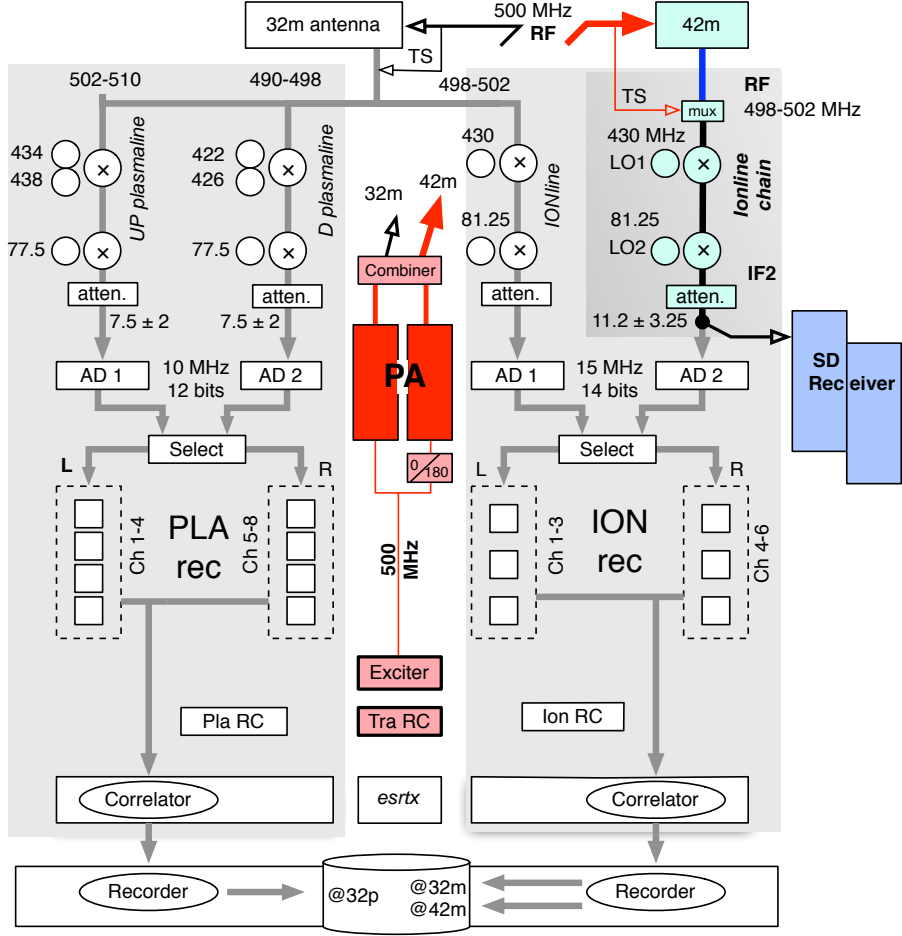 32m antenna
500 MHz
RF
42m
TS
502-510
490-498
498-502
TS
RF
mux
498-502 MHz
434
438
UP plasmaline
422
426
D plasmaline
430
IONline
430 MHz
LO1
Ionline
chain
32m
42m
77.5
77.5
81.25
81.25
LO2
Combiner
IF2
atten.
atten.
atten.
atten.
7.5 ± 2
7.5 ± 2
11.2 ± 3.25
PA
SD
Rec eiver
AD 1
10 MHz
12 bits
AD 2
AD 1
15 MHz
14 bits
AD 2
Select
Select
L
R
0
180
L
R
Ch 1-4
PLA
rec
Ch 5-8
500
MHz
Ch 1-3
ION
rec
Ch 4-6
Exciter
Pla RC
Tra RC
Ion RC
Correlator
esrtx
Correlator
Recorder
@32p
@32m
@42m
Recorder